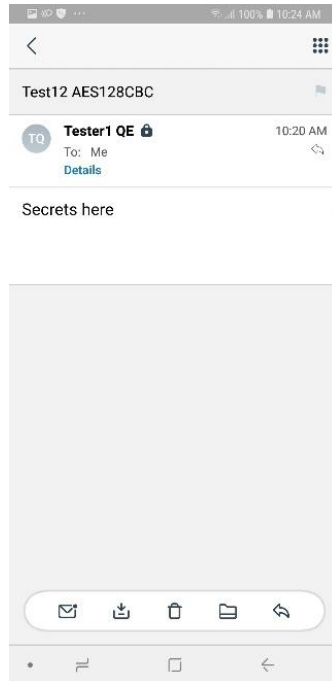 100% 10:24 AM
Test12 AES128CBC
TQ
Tester1 QE
10:20 AM
To: Me
Details
Secrets here